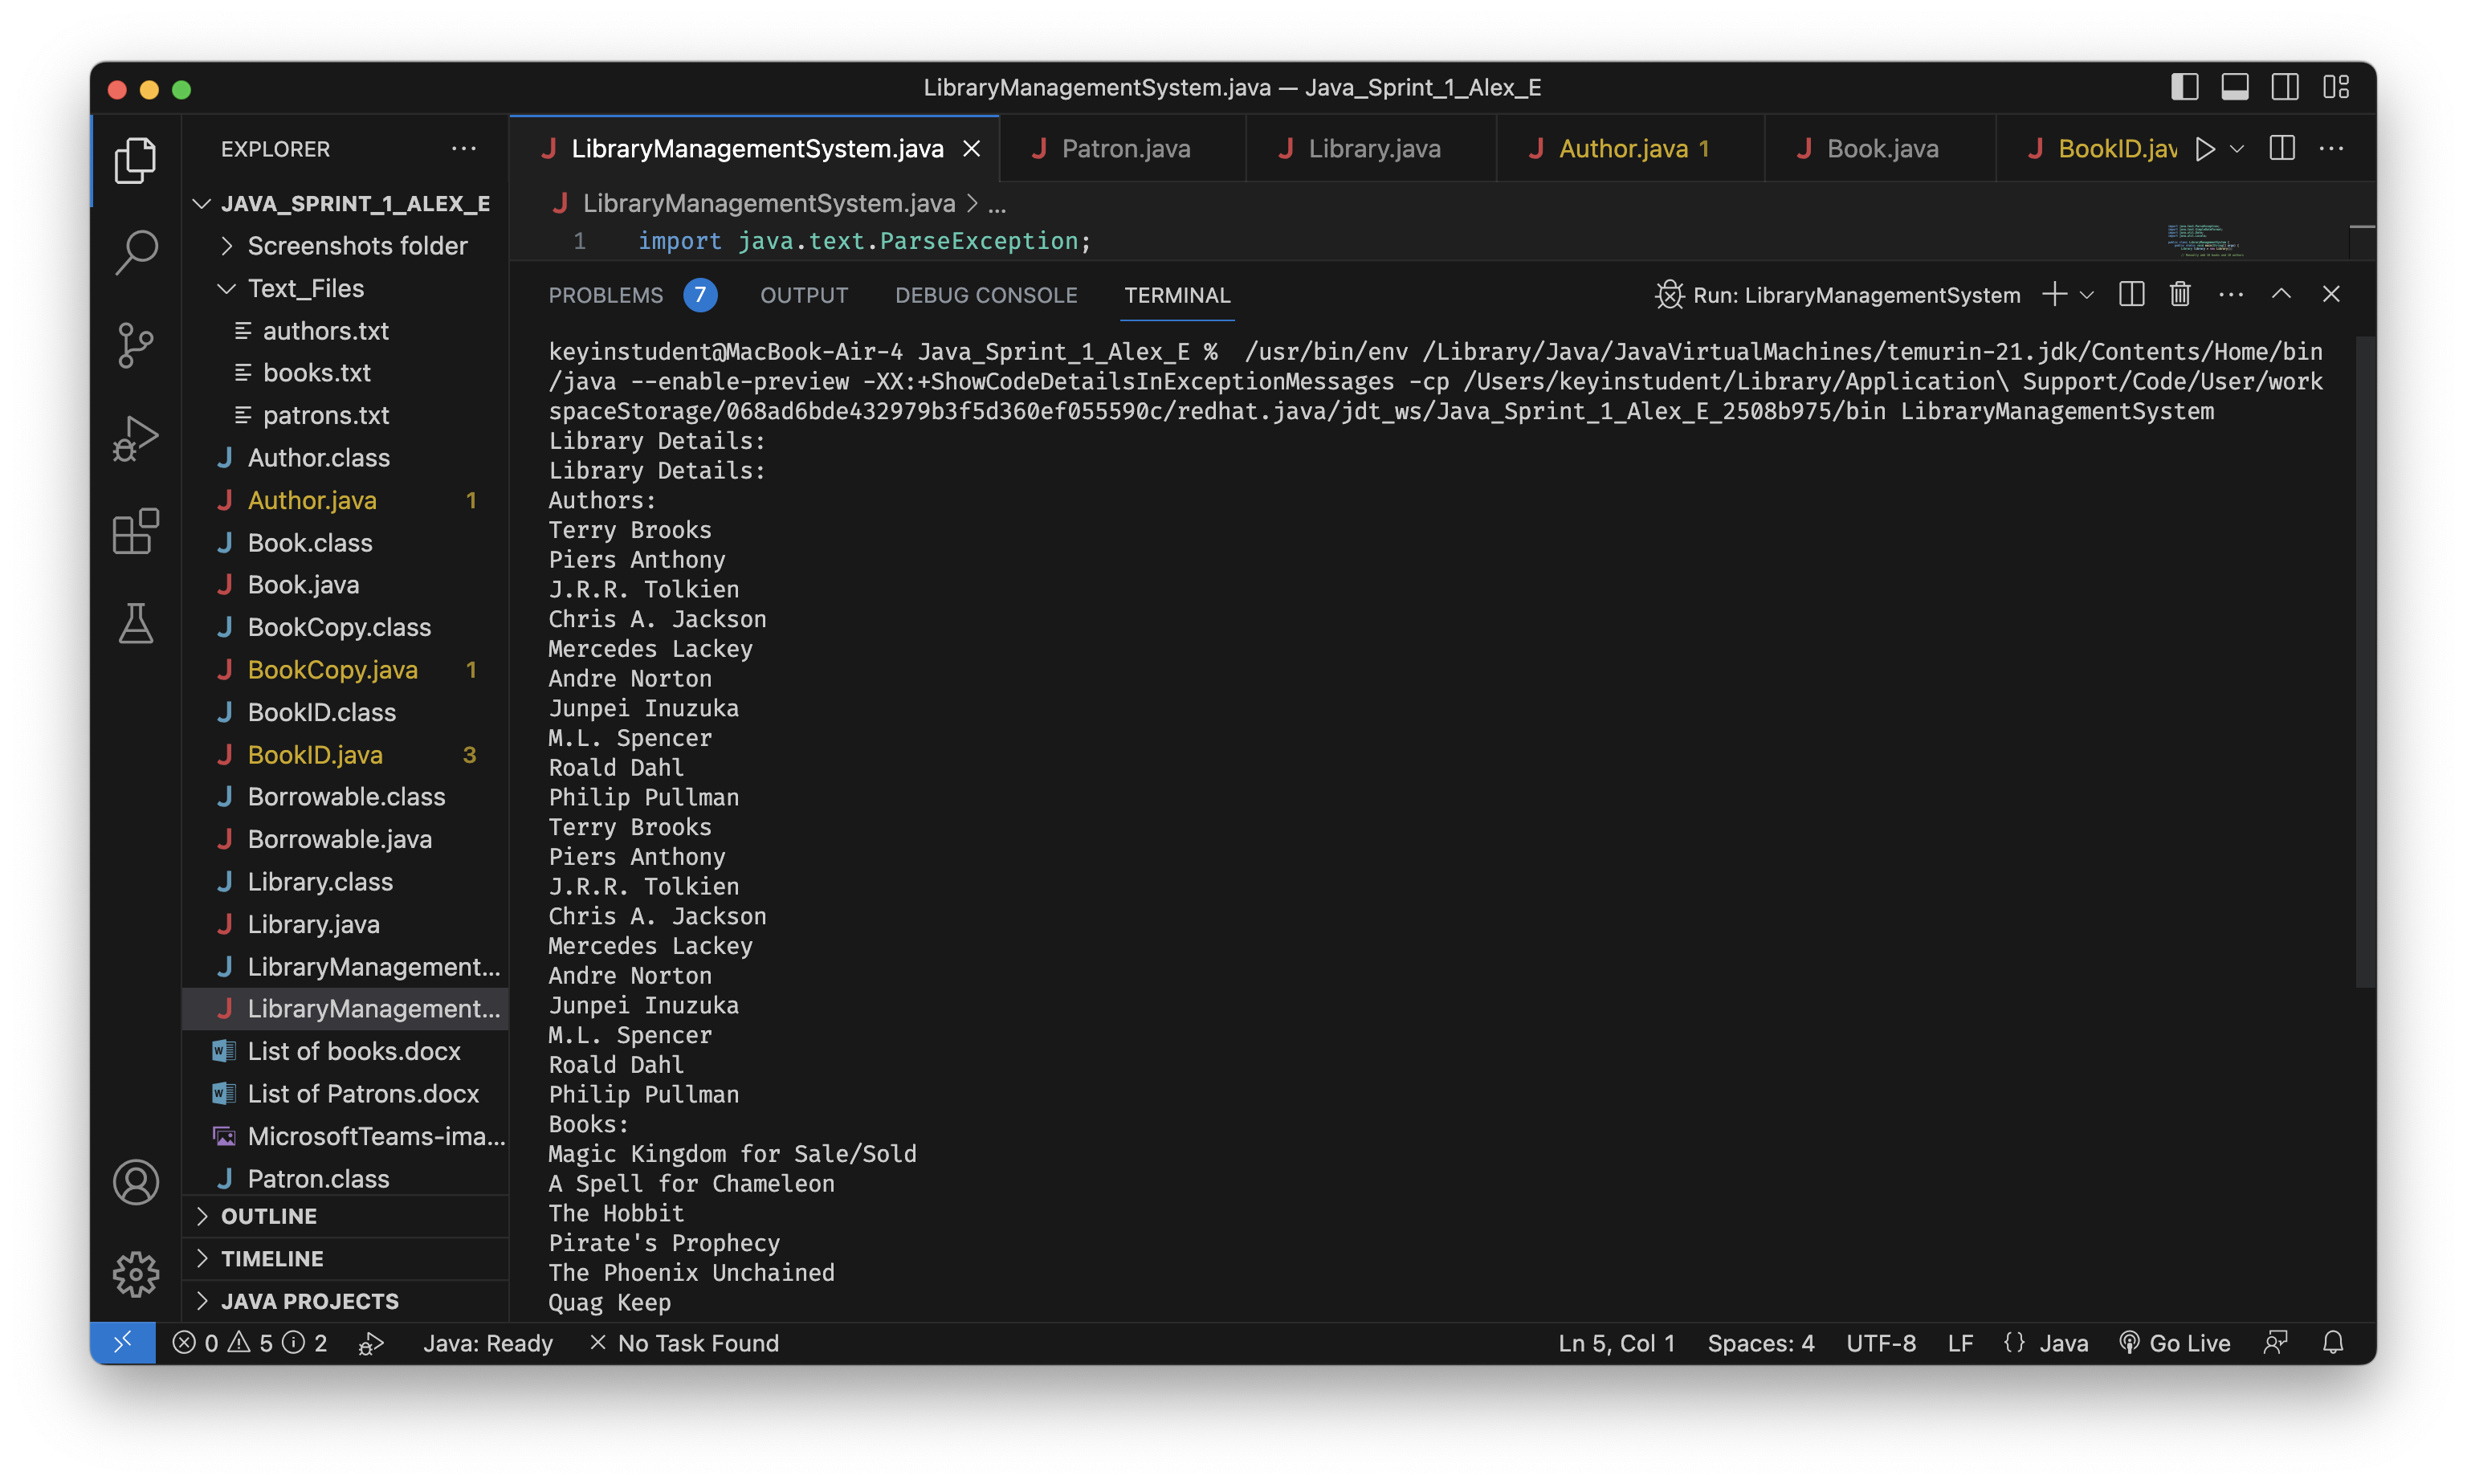 LibraryManagementSystem.java — Java_Sprint_1_Alex_E
EXPLORER
JAVA_SPRINT_1_ALEX_E
Screenshots folder
Text_Files
authors.txt
books.txt
patrons.txt
Author.class
Author.java 1
Book.class
Book.java
BookCopy.class
BookCopy.java 1
BookID.class
BookID.java 3
Borrowable.class
Borrowable.java
Library.class
Library.java
LibraryManagement...
LibraryManagement...
List of books.docx
List of Patrons.docx
MicrosoftTeams-ima...
Patron.class
OUTLINE
TIMELINE
JAVA PROJECTS
LibraryManagementSystem.java Patron.java Library.java Author.java 1 Book.java BookID.jav
LibraryManagementSystem.java > ...
1 import java.text.ParseException;
PROBLEMS 7 OUTPUT DEBUG CONSOLE TERMINAL Run: LibraryManagementSystem
keyinstudent@MacBook-Air-4 Java_Sprint_1_Alex_E % /usr/bin/env /Library/Java/JavaVirtualMachines/temurin-21.jdk/Contents/Home/bin
/java --enable-preview -XX:+ShowCodeDetailsInExceptionMessages -cp /Users/keyinstudent/Library/Application\ Support/Code/User/work
spaceStorage/068ad6bde432979b3f5d360ef055590c/redhat.java/jdt_ws/Java_Sprint_1_Alex_E_2508b975/bin LibraryManagementSystem
Library Details:
Library Details:
Authors:
Terry Brooks
Piers Anthony
J.R.R. Tolkien
Chris A. Jackson
Mercedes Lackey
Andre Norton
Junpei Inuzuka
M.L. Spencer
Roald Dahl
Philip Pullman
Terry Brooks
Piers Anthony
J.R.R. Tolkien
Chris A. Jackson
Mercedes Lackey
Andre Norton
Junpei Inuzuka
M.L. Spencer
Roald Dahl
Philip Pullman
Books:
Magic Kingdom for Sale/Sold
A Spell for Chameleon
The Hobbit
Pirate's Prophecy
The Phoenix Unchained
Quag Keep
0 5 2 Java: Ready No Task Found Ln 5, Col 1 Spaces: 4 UTF-8 LF {} Java Go Live